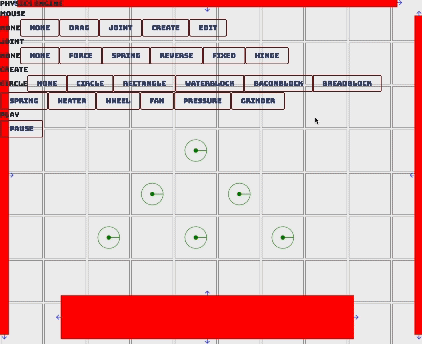 PHYSICS ENGINE
MOUSE
NONE NONE DRAG JOINT CREATE EDIT
JOINT
NONE NONE FORCE SPRING REVERSE FIXED HINGE
CREATE
CIRCLE NONE CIRCLE RECTANGLE WATERBLOCK BACONBLOCK BREADBLOCK
SPRING HEATER WHEEL FAN PRESSURE GRINDER
PLAY
PAUSE